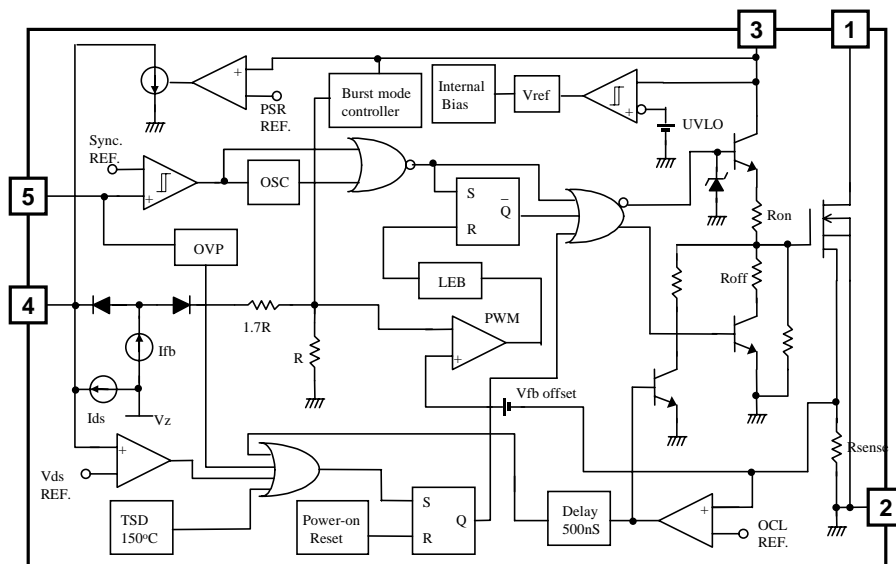 3
1
PSR
REF.
Burst mode
controller
Internal
Bias
Vref
+
+
UVLO
Sync.
REF.
5
+
OSC
S
Q
R
Ron
OVP
LEB
Roff
4
1.7R
R
PWM
+
Ifb
Ids
Vz
Vfb offset
Rsense
+
Vds
REF.
TSD
150°C
Power-on
Reset
S
Q
R
Delay
500nS
+
OCL
REF.
2